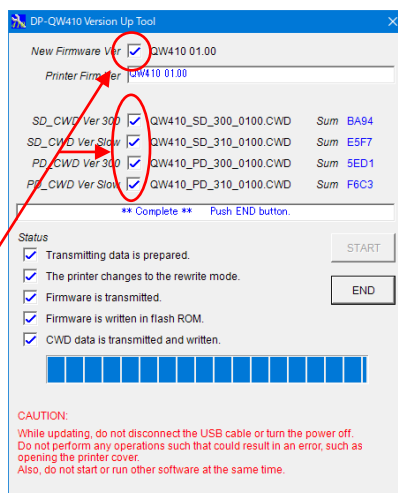 DP-QW410 Version Up Tool
New Firmware Ver QW410 01.00
Printer Firm Ver QW410 01.00
SD_CWD Ver 300 QW410_SD_300_0100.CWD Sum BA94
SD_CWD Ver Slow QW410_SD_310_0100.CWD Sum E5F7
PD_CWD Ver 300 QW410_PD_300_0100.CWD Sum 5ED1
PD_CWD Ver Slow QW410_PD_310_0100.CWD Sum F6C3
** Complete ** Push END button.
Status
START
Transmitting data is prepared.
The printer changes to the rewrite mode.
END
Firmware is transmitted.
Firmware is written in flash ROM.
CWD data is transmitted and written.
CAUTION:
While updating, do not disconnect the USB cable or turn the power off.
Do not perform any operations such that could result in an error, such as
opening the printer cover.
Also, do not start or run other software at the same time.